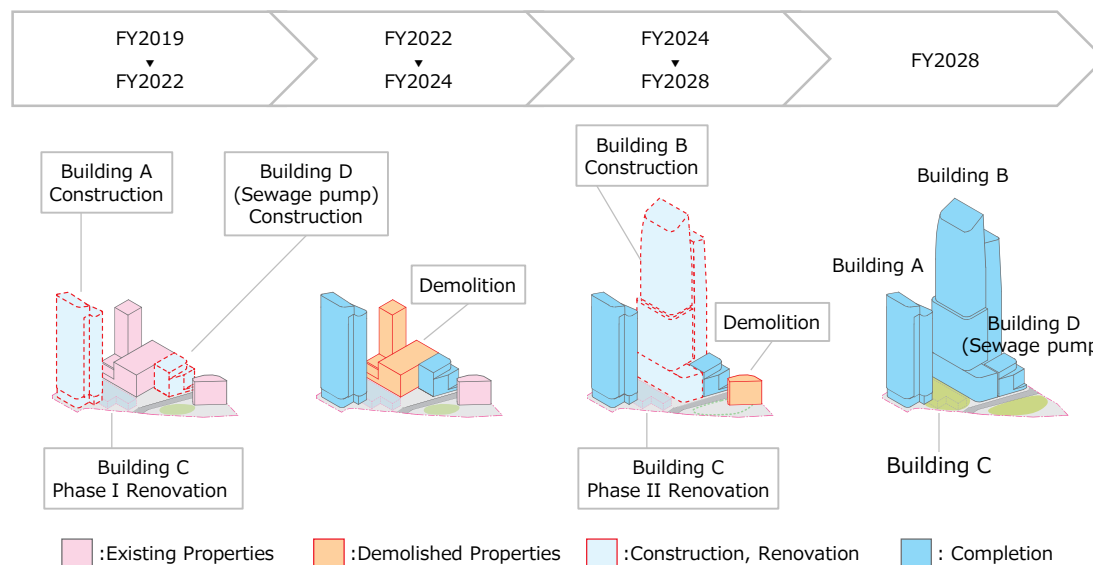 FY2019
▼
FY2022
FY2022
▼
FY2024
FY2024
▼
FY2028
FY2028
Building A
Construction
Building D
(Sewage pump)
Construction
Building C
Phase I Renovation
Demolition
Building B
Construction
Demolition
Building C
Phase II Renovation
Building B
Building A
Building D
(Sewage pump
Building C
:Existing Properties
:Demolished Properties
:Construction, Renovation
: Completion